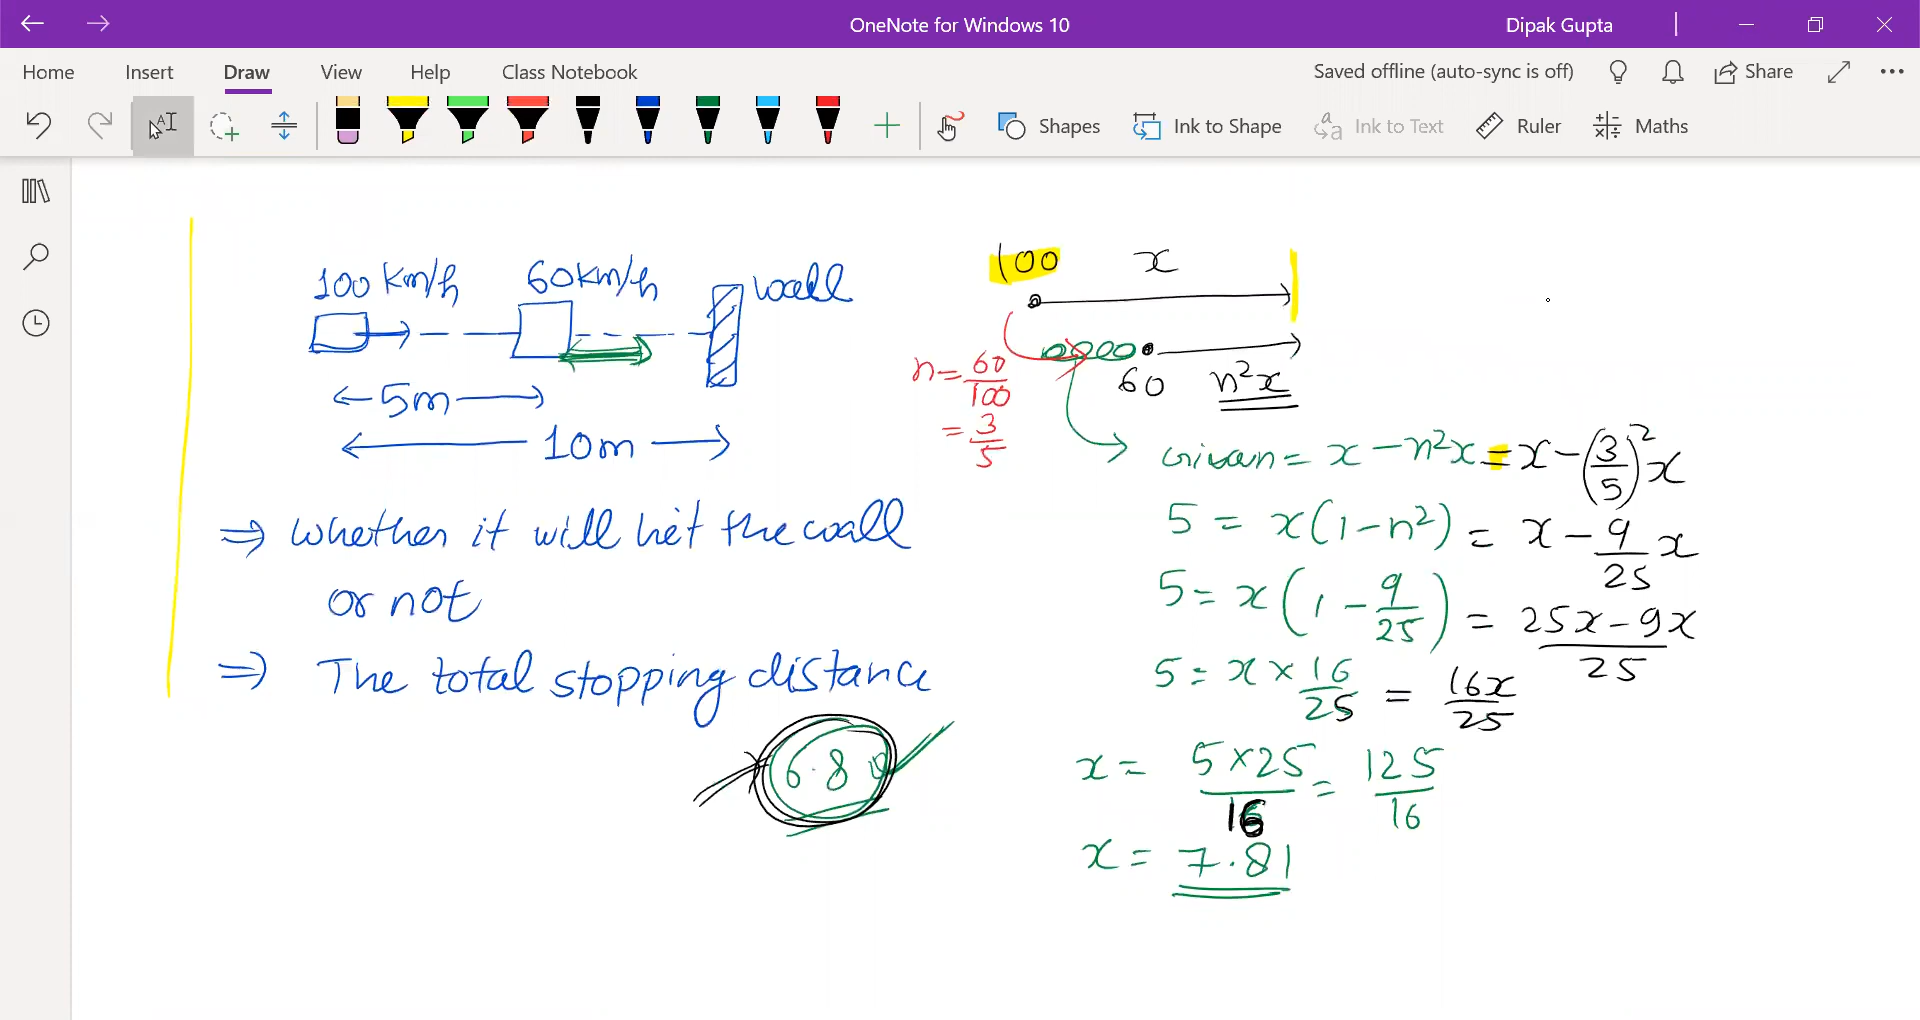 OneNote for Windows 10
Dipak Gupta
Home Insert Draw View Help Class Notebook
Saved offline (auto-sync is off) Share
Shapes Ink to Shape Ink to Text Ruler Maths
100 Km/h 60km/h wall
5m
10m
⇒ Whether it will hit the wall
or not
⇒ The total stopping distance
6.8
100 x
n = 60/100
60 n²x
= 3/5
Given = x - n²x = x - (3/5)²x
5 = x(1-n²) = x - 9/25 x
5 = x(1 - 9/25) = 25x-9x/25
5 = x × 16/25 = 16x/25
x = 5×25/16 = 125/16
x = 7.81